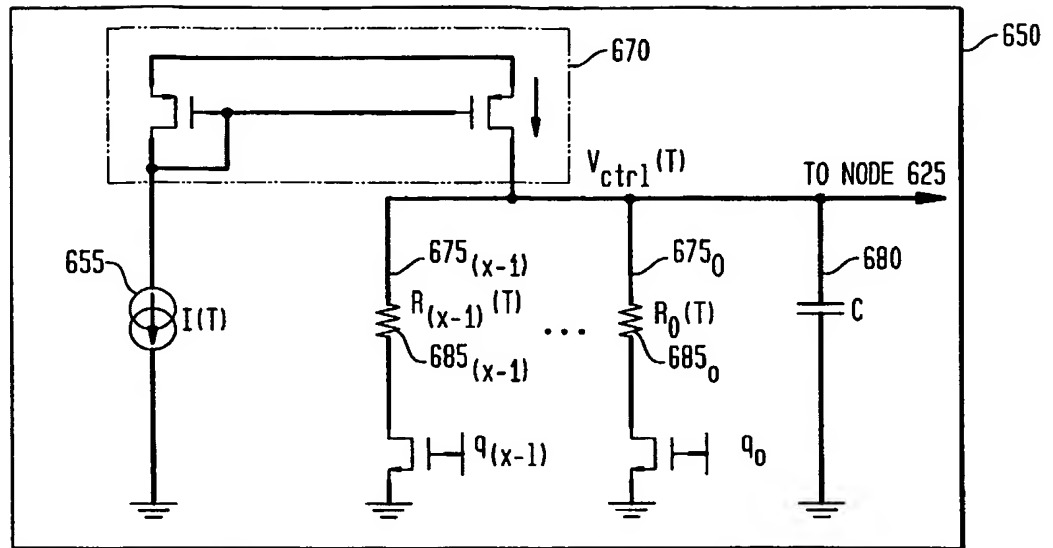 650
670
V_ctrl(T)
TO NODE 625
655
I(T)
675_(x-1)
675_0
680
R_(x-1)(T)
R_0(T)
C
685_(x-1)
...
685_0
q_(x-1)
q_0